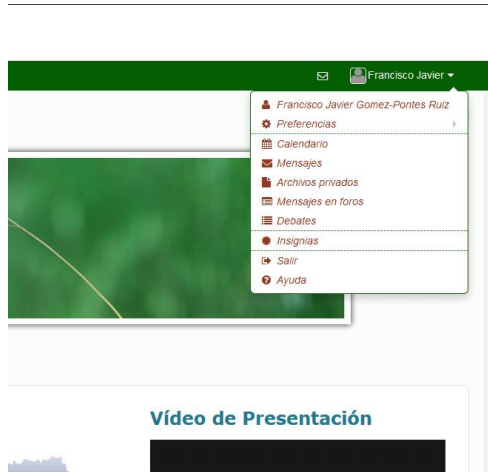 Francisco Javier
Francisco Javier Gomez-Pontes Ruiz
Preferencias
Calendario
Mensajes
Archivos privados
Mensajes en foros
Debates
Insignias
Salir
Ayuda
Vídeo de Presentación